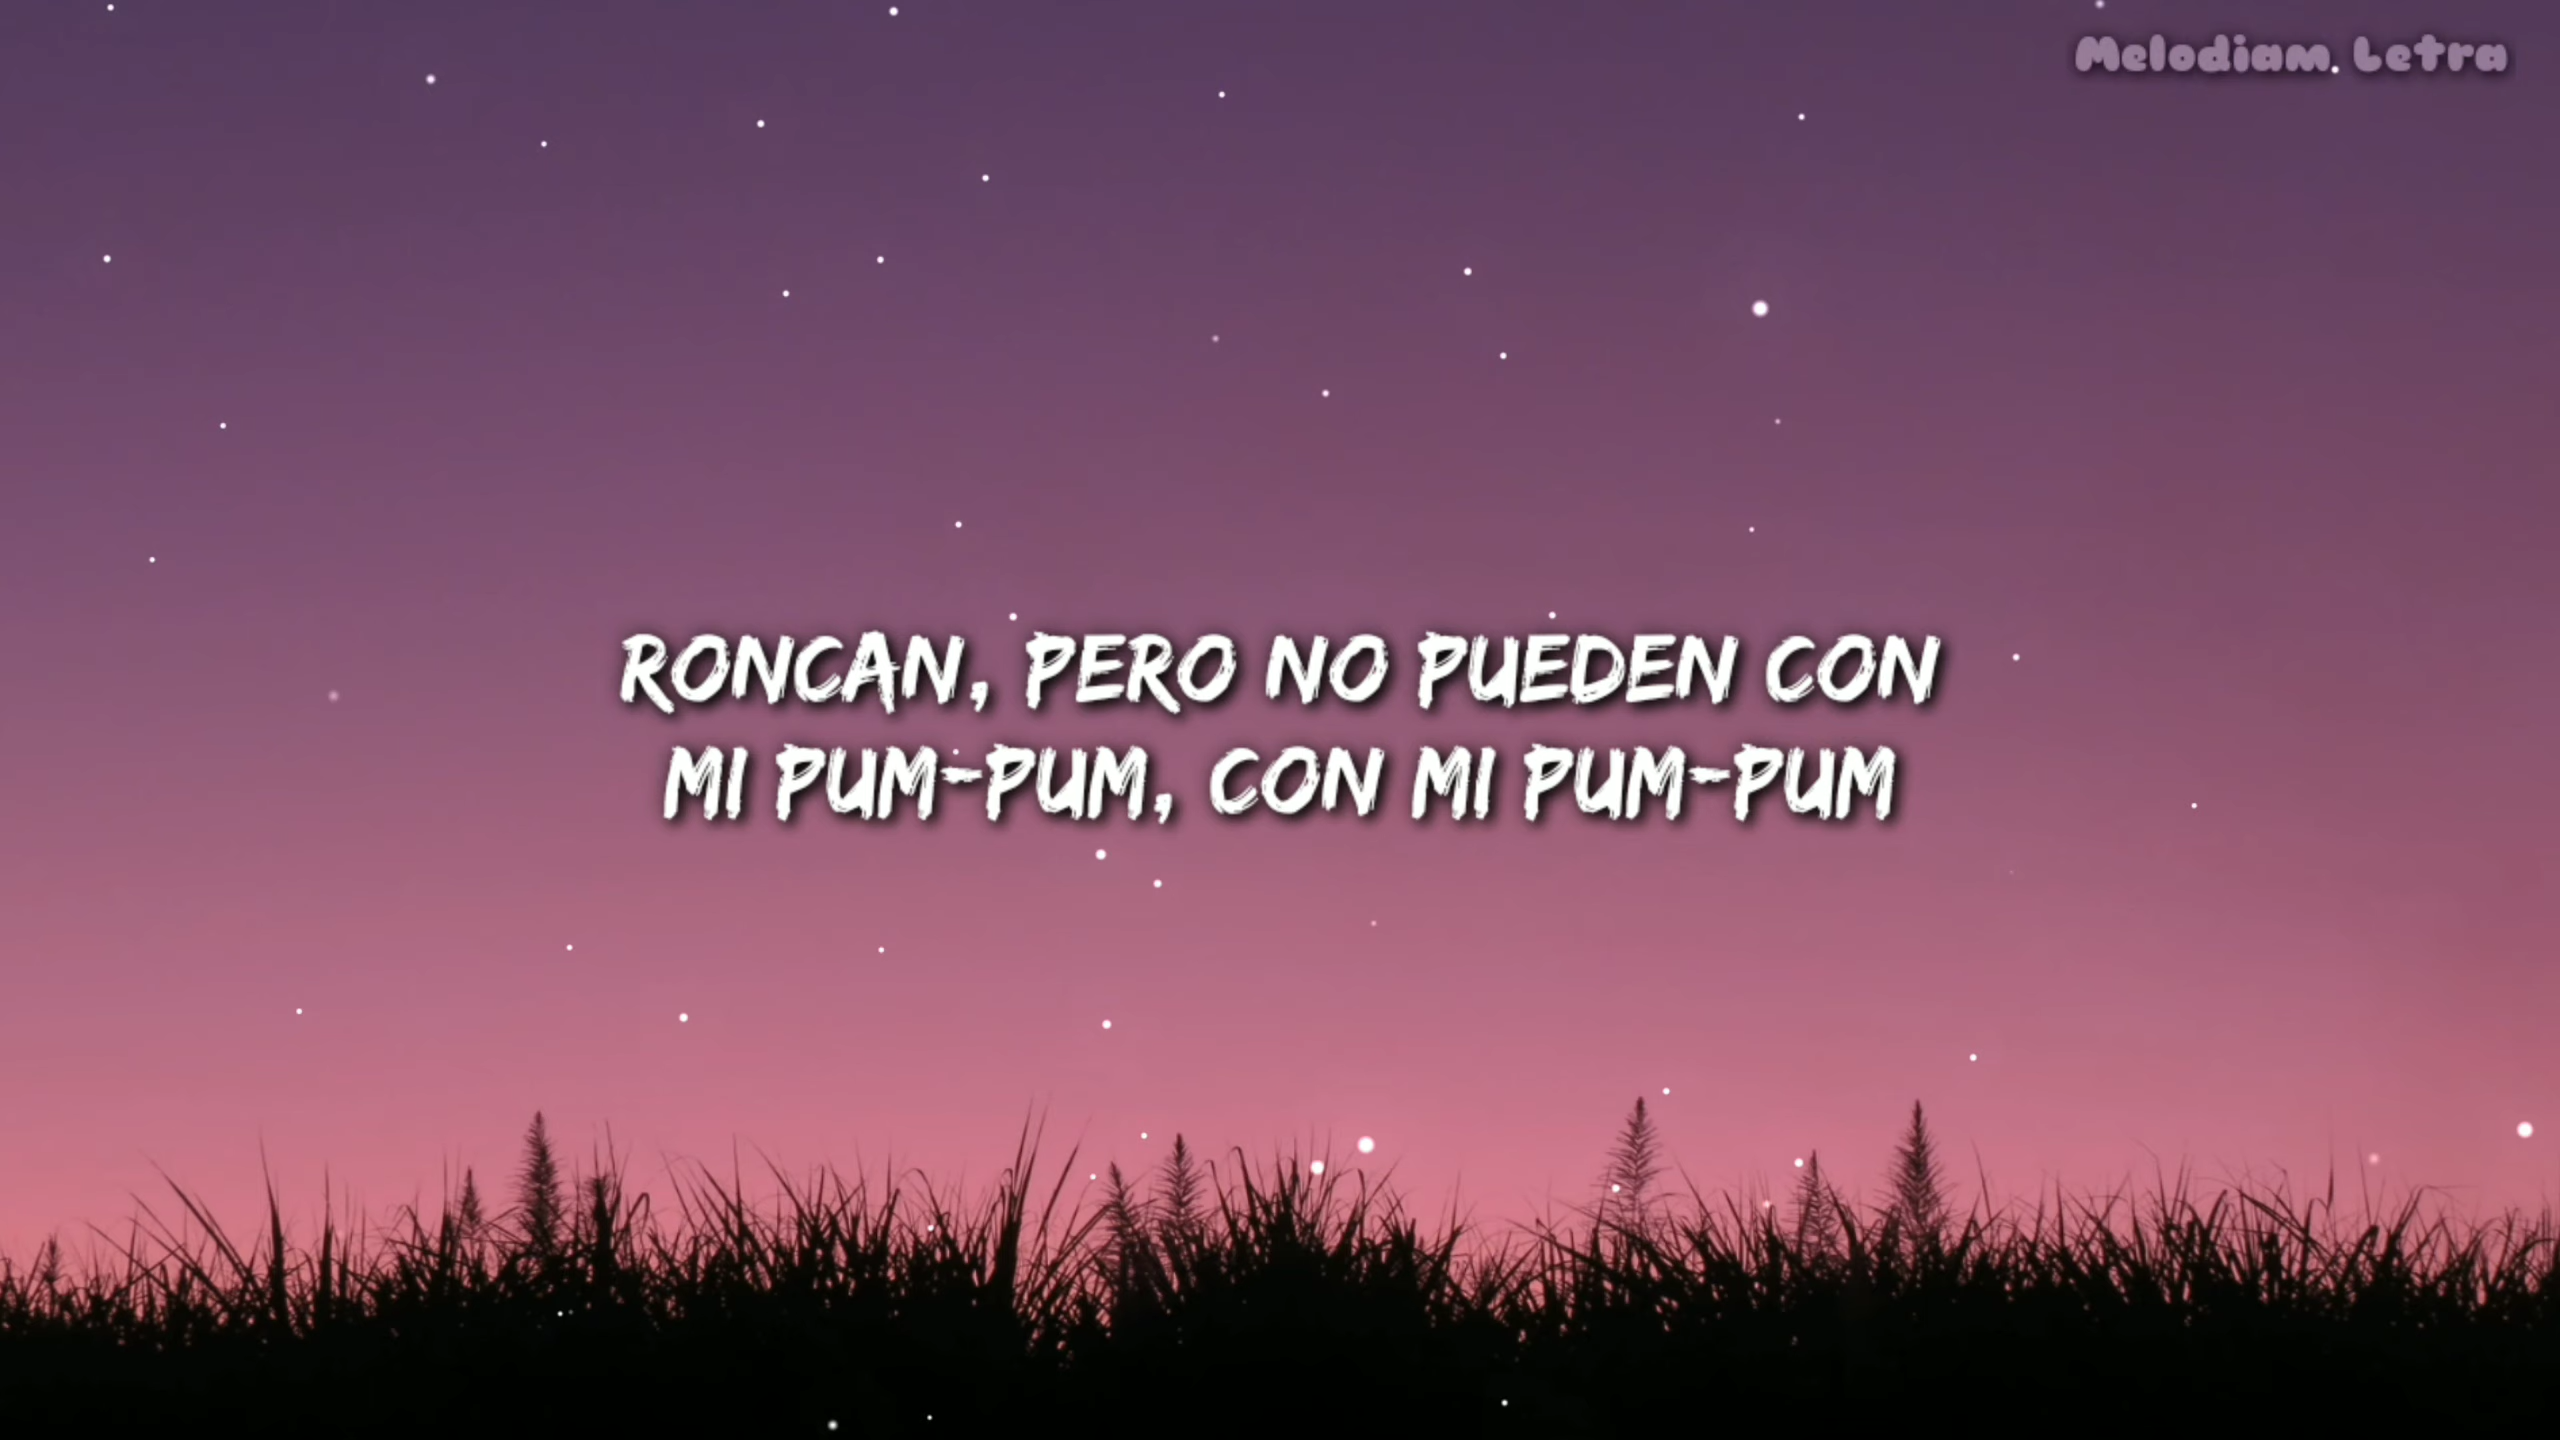 Melodiam Letra
RONCAN, PERO NO PUEDEN CON
MI PUM-PUM, CON MI PUM-PUM